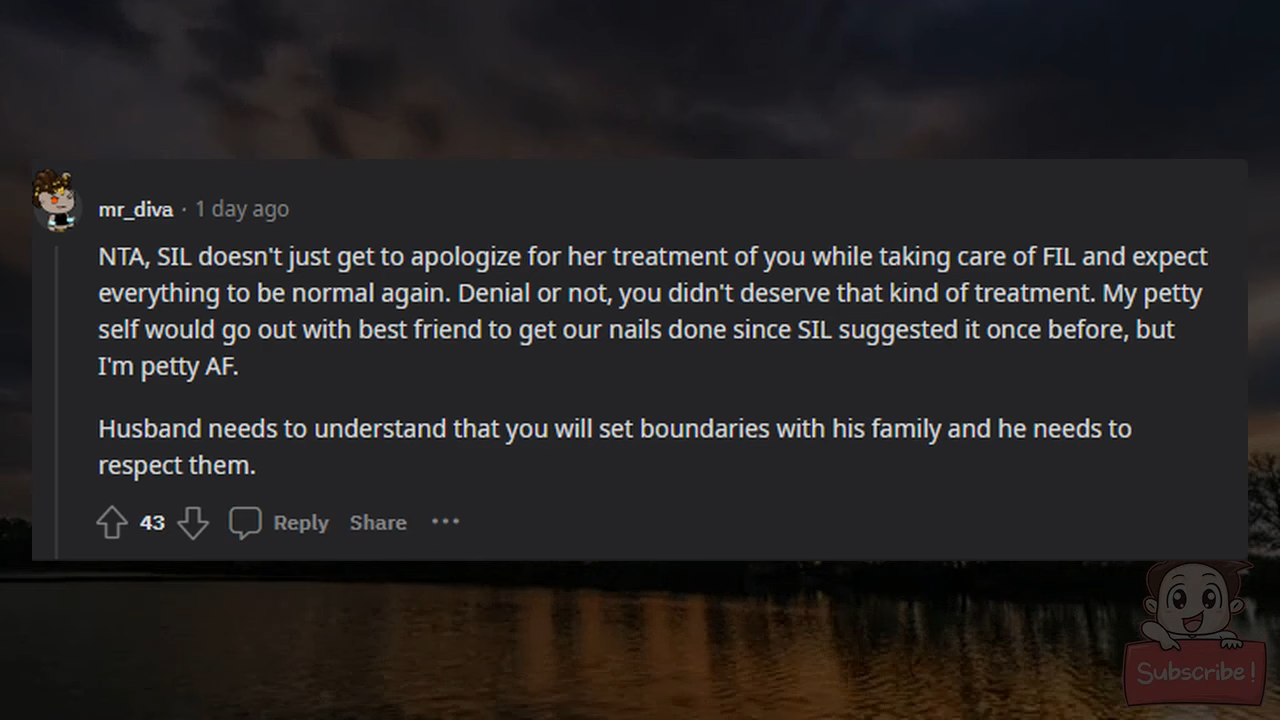 mr_diva · 1 day ago
NTA, SIL doesn't just get to apologize for her treatment of you while taking care of FIL and expect
everything to be normal again. Denial or not, you didn't deserve that kind of treatment. My petty
self would go out with best friend to get our nails done since SIL suggested it once before, but
I'm petty AF.
Husband needs to understand that you will set boundaries with his family and he needs to
respect them.
43 Reply Share ···
Subscribe!